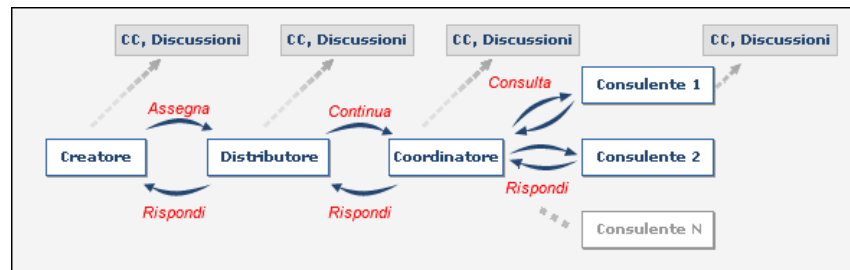 CC, Discussioni
CC, Discussioni
CC, Discussioni
CC, Discussioni
Assegna
Continua
Consulta
Consulente 1
Creatore
Distributore
Coordinatore
Consulente 2
Rispondi
Rispondi
Rispondi
Consulente N